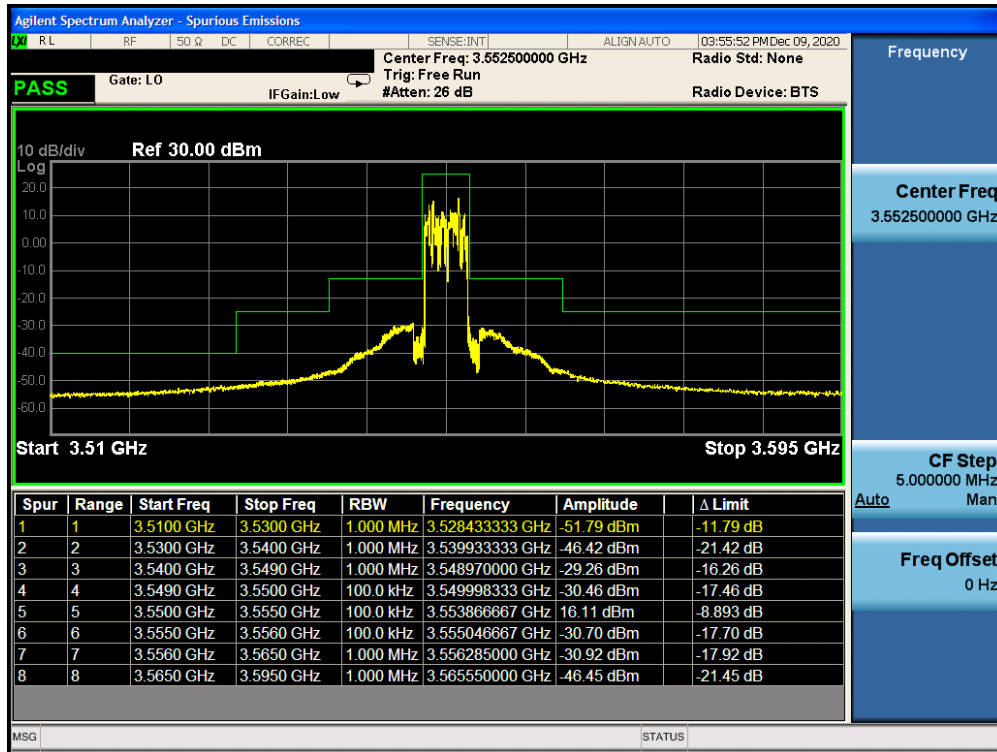 Agilent Spectrum Analyzer - Spurious Emissions
LXI RL RF 50 Ω DC CORREC SENSE:INT ALIGN AUTO 03:55:52 PM Dec 09, 2020
Center Freq: 3.552500000 GHz Radio Std: None
Frequency
PASS Gate: LO Trig: Free Run
IFGain:Low #Atten: 26 dB Radio Device: BTS
10 dB/div Ref 30.00 dBm
Log
20.0
10.0
0.00
-10.0
-20.0
-30.0
-40.0
-50.0
-60.0
Start 3.51 GHz Stop 3.595 GHz
Center Freq
3.552500000 GHz
CF Step
5.000000 MHz
Auto Man
Freq Offset
0 Hz
Spur Range Start Freq Stop Freq RBW Frequency Amplitude Δ Limit
1 1 3.5100 GHz 3.5300 GHz 1.000 MHz 3.528433333 GHz -51.79 dBm -11.79 dB
2 2 3.5300 GHz 3.5400 GHz 1.000 MHz 3.539933333 GHz -46.42 dBm -21.42 dB
3 3 3.5400 GHz 3.5490 GHz 1.000 MHz 3.548970000 GHz -29.26 dBm -16.26 dB
4 4 3.5490 GHz 3.5500 GHz 100.0 kHz 3.549998333 GHz -30.46 dBm -17.46 dB
5 5 3.5500 GHz 3.5550 GHz 100.0 kHz 3.553866667 GHz 16.11 dBm -8.893 dB
6 6 3.5550 GHz 3.5560 GHz 100.0 kHz 3.555046667 GHz -30.70 dBm -17.70 dB
7 7 3.5560 GHz 3.5650 GHz 1.000 MHz 3.556285000 GHz -30.92 dBm -17.92 dB
8 8 3.5650 GHz 3.5950 GHz 1.000 MHz 3.565550000 GHz -46.45 dBm -21.45 dB
MSG STATUS